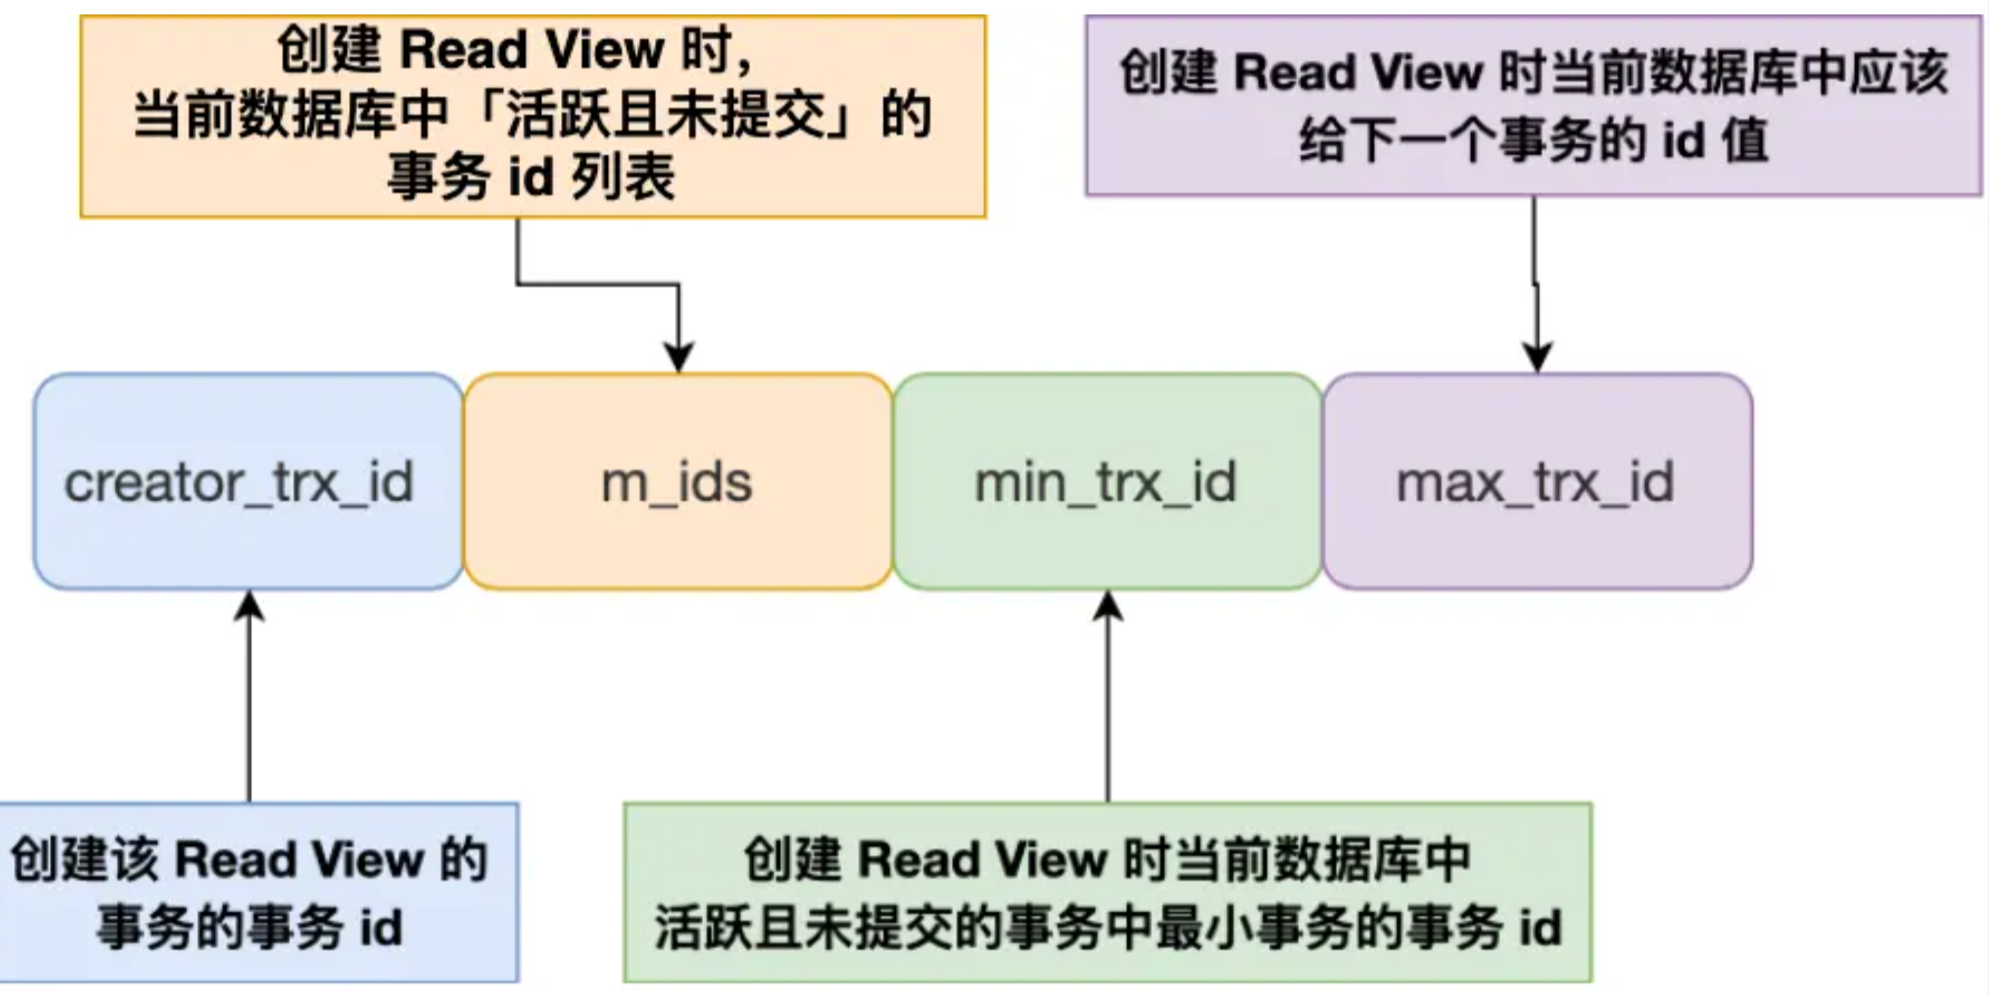 创建 Read View 时，
当前数据库中「活跃且未提交」的
事务 id 列表
创建 Read View 时当前数据库中应该
给下一个事务的 id 值
creator_trx_id
m_ids
min_trx_id
max_trx_id
创建该 Read View 的
事务的事务 id
创建 Read View 时当前数据库中
活跃且未提交的事务中最小事务的事务 id